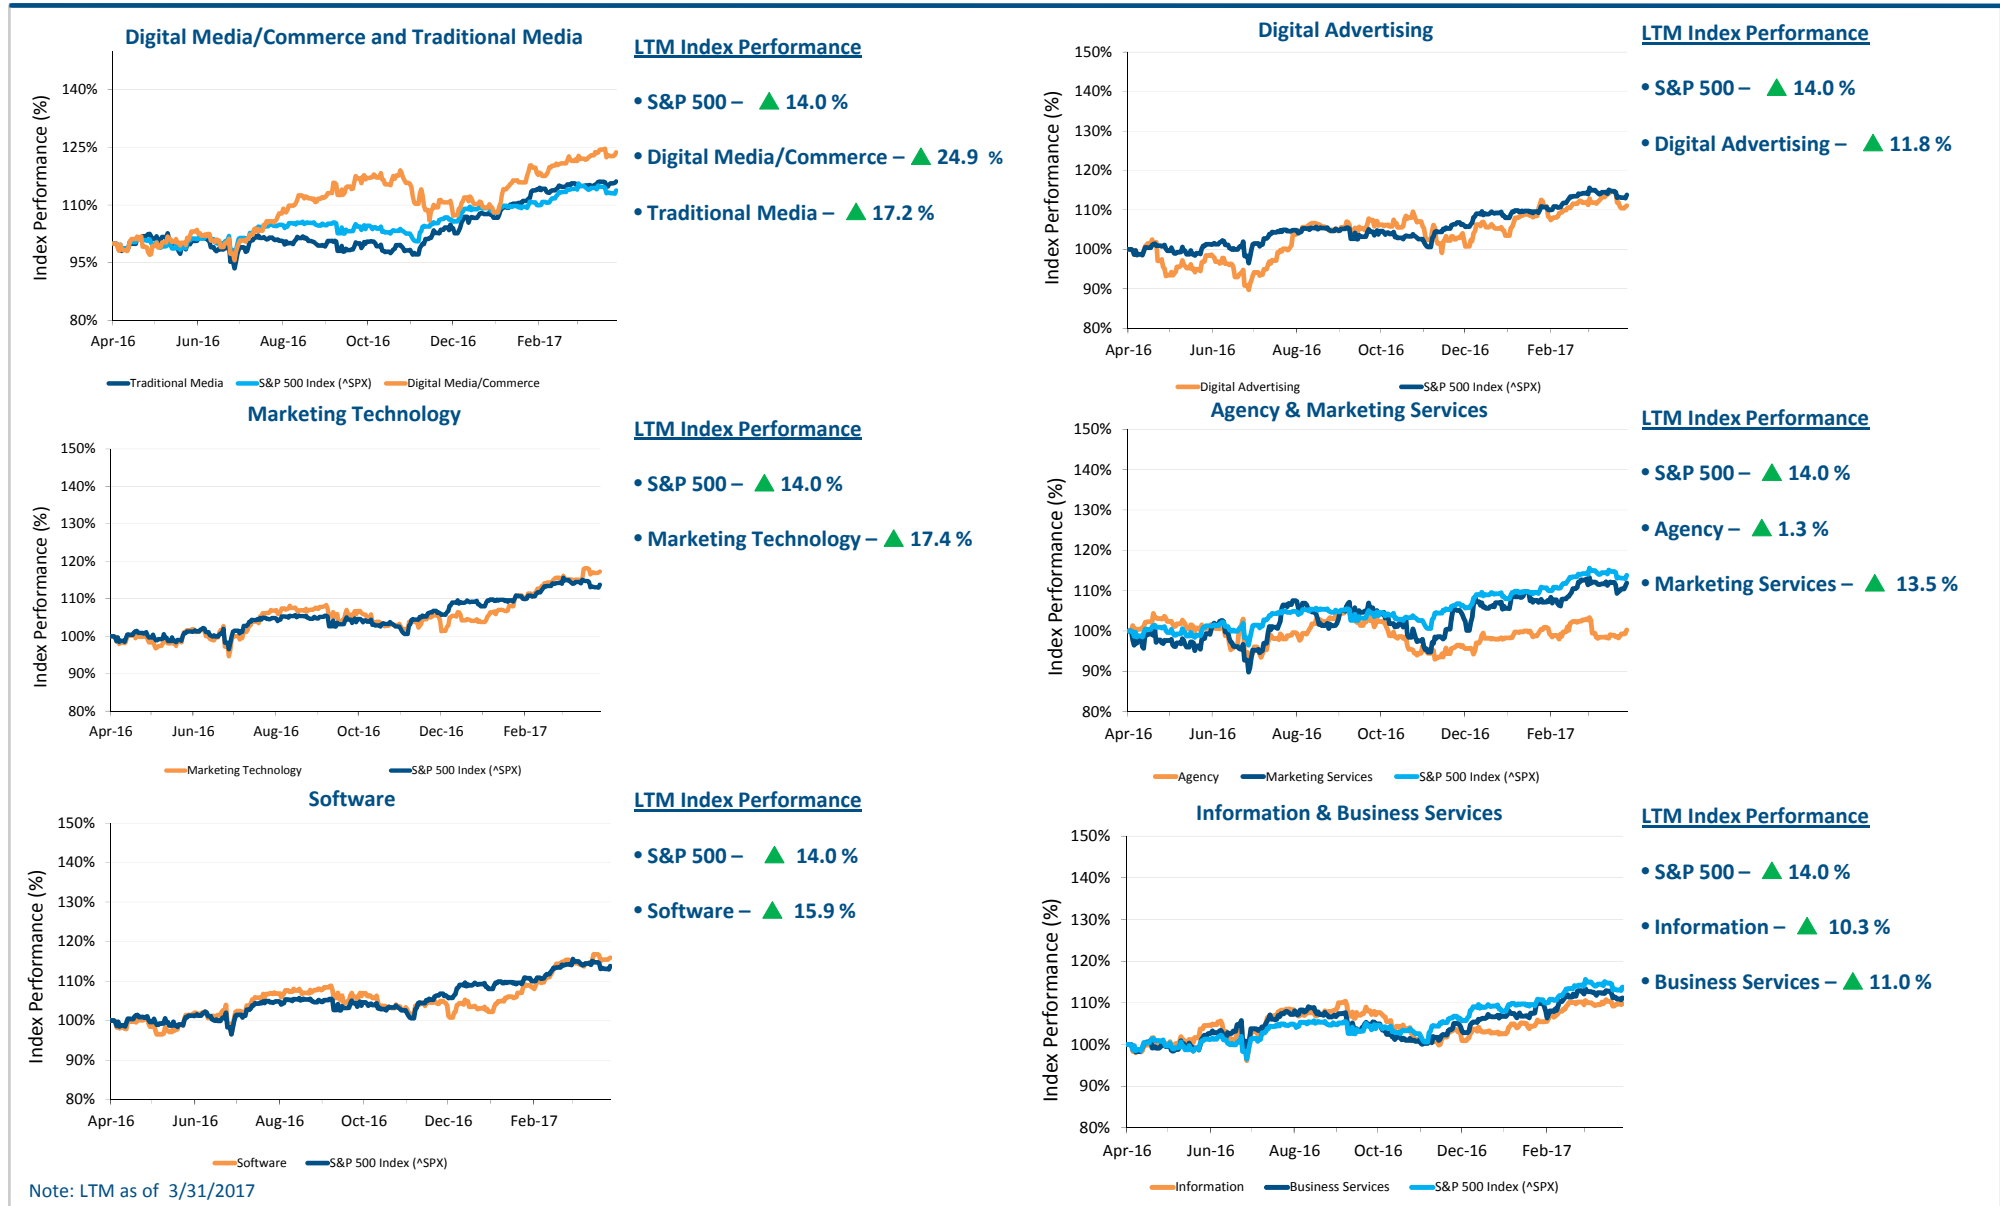 Digital Media/Commerce and Traditional Media
Index Performance (%)
140%
125%
110%
95%
80%
Apr-16 Jun-16 Aug-16 Oct-16 Dec-16 Feb-17
Traditional Media S&P 500 Index (^SPX) Digital Media/Commerce
LTM Index Performance
• S&P 500 – ▲ 14.0 %
• Digital Media/Commerce – ▲ 24.9 %
• Traditional Media – ▲ 17.2 %
Digital Advertising
Index Performance (%)
150%
140%
130%
120%
110%
100%
90%
80%
Apr-16 Jun-16 Aug-16 Oct-16 Dec-16 Feb-17
Digital Advertising S&P 500 Index (^SPX)
LTM Index Performance
• S&P 500 – ▲ 14.0 %
• Digital Advertising – ▲ 11.8 %
Marketing Technology
Index Performance (%)
150%
140%
130%
120%
110%
100%
90%
80%
Apr-16 Jun-16 Aug-16 Oct-16 Dec-16 Feb-17
Marketing Technology S&P 500 Index (^SPX)
LTM Index Performance
• S&P 500 – ▲ 14.0 %
• Marketing Technology – ▲ 17.4 %
Agency & Marketing Services
Index Performance (%)
150%
140%
130%
120%
110%
100%
90%
80%
Apr-16 Jun-16 Aug-16 Oct-16 Dec-16 Feb-17
Agency Marketing Services S&P 500 Index (^SPX)
LTM Index Performance
• S&P 500 – ▲ 14.0 %
• Agency – ▲ 1.3 %
• Marketing Services – ▲ 13.5 %
Software
Index Performance (%)
150%
140%
130%
120%
110%
100%
90%
80%
Apr-16 Jun-16 Aug-16 Oct-16 Dec-16 Feb-17
Software S&P 500 Index (^SPX)
LTM Index Performance
• S&P 500 – ▲ 14.0 %
• Software – ▲ 15.9 %
Information & Business Services
Index Performance (%)
150%
140%
130%
120%
110%
100%
90%
80%
Apr-16 Jun-16 Aug-16 Oct-16 Dec-16 Feb-17
Information Business Services S&P 500 Index (^SPX)
LTM Index Performance
• S&P 500 – ▲ 14.0 %
• Information – ▲ 10.3 %
• Business Services – ▲ 11.0 %
Note: LTM as of 3/31/2017